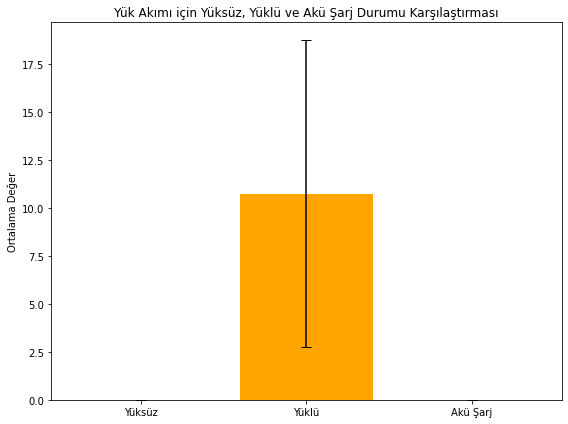 Yük Akımı için Yüksüz, Yüklü ve Akü Şarj Durumu Karşılaştırması
Ortalama Değer
17.5
15.0
12.5
10.0
7.5
5.0
2.5
0.0
Yüksüz
Yüklü
Akü Şarj